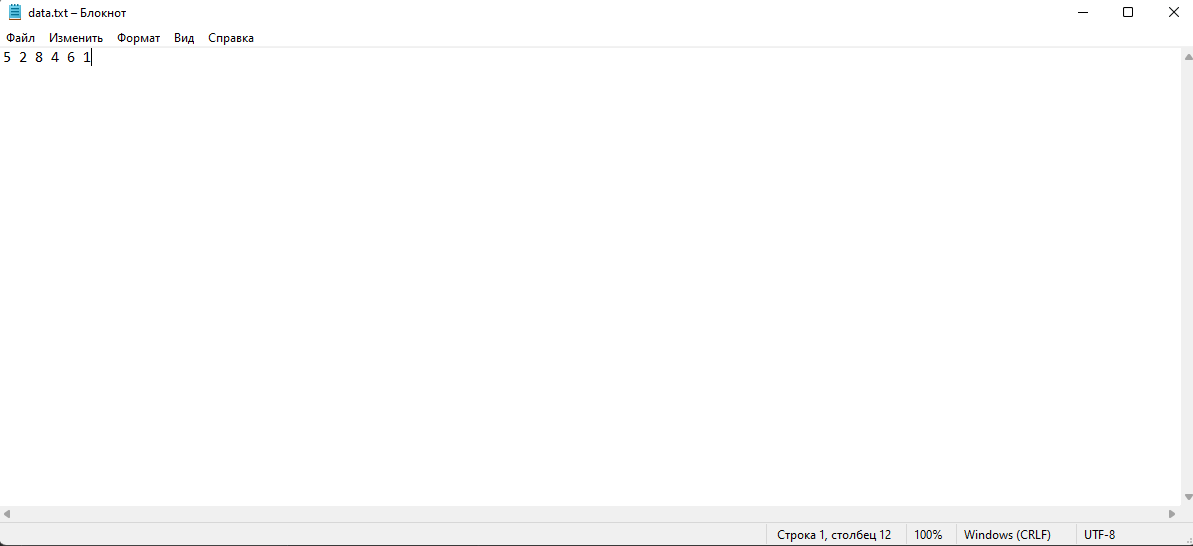 data.txt – Блокнот
Файл Изменить Формат Вид Справка
5 2 8 4 6 1
Строка 1, столбец 12 100% Windows (CRLF) UTF-8